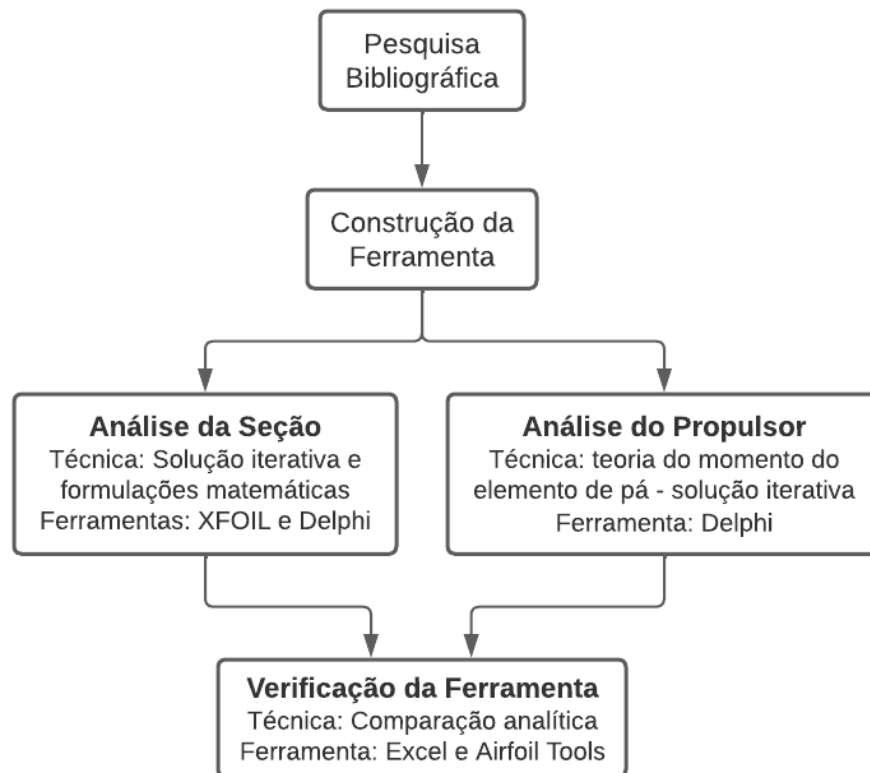 Pesquisa
Bibliográfica
Construção da
Ferramenta
Análise da Seção
Técnica: Solução iterativa e
formulações matemáticas
Ferramentas: XFOIL e Delphi
Análise do Propulsor
Técnica: teoria do momento do
elemento de pá - solução iterativa
Ferramenta: Delphi
Verificação da Ferramenta
Técnica: Comparação analítica
Ferramenta: Excel e Airfoil Tools